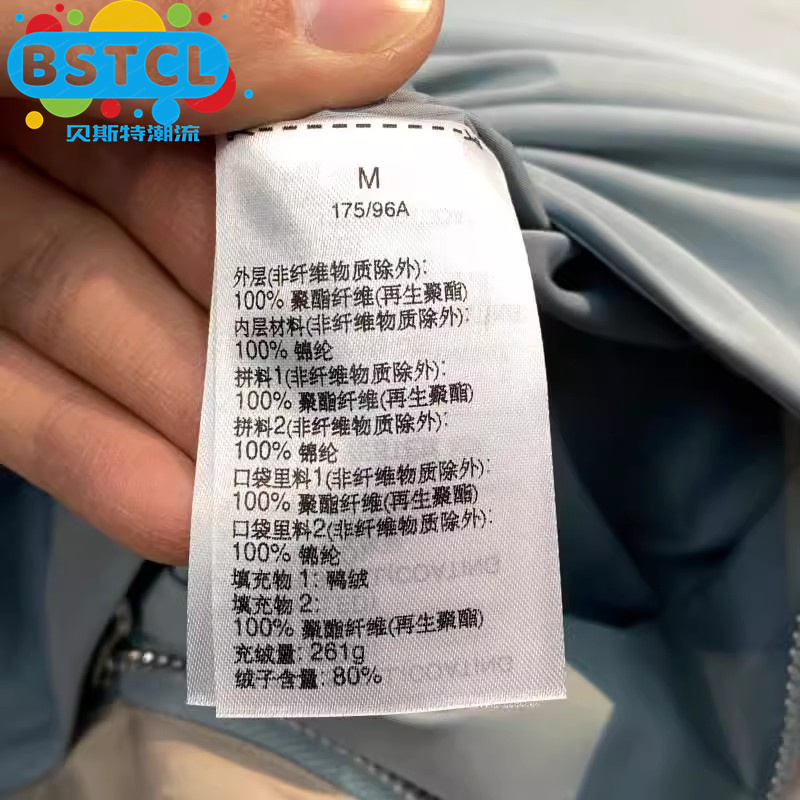 BSTCL
贝斯特潮流
M
175/96A
外层(非纤维物质除外):
100% 聚酯纤维(再生聚酯)
内层材料(非纤维物质除外):
100% 锦纶
拼料1(非纤维物质除外):
100% 聚酯纤维(再生聚酯)
拼料2(非纤维物质除外):
100% 锦纶
口袋里料1(非纤维物质除外):
100% 聚酯纤维(再生聚酯)
口袋里料2(非纤维物质除外):
100% 锦纶
填充物 1: 鸭绒
填充物 2:
100% 聚酯纤维(再生聚酯)
充绒量: 261g
绒子含量: 80%